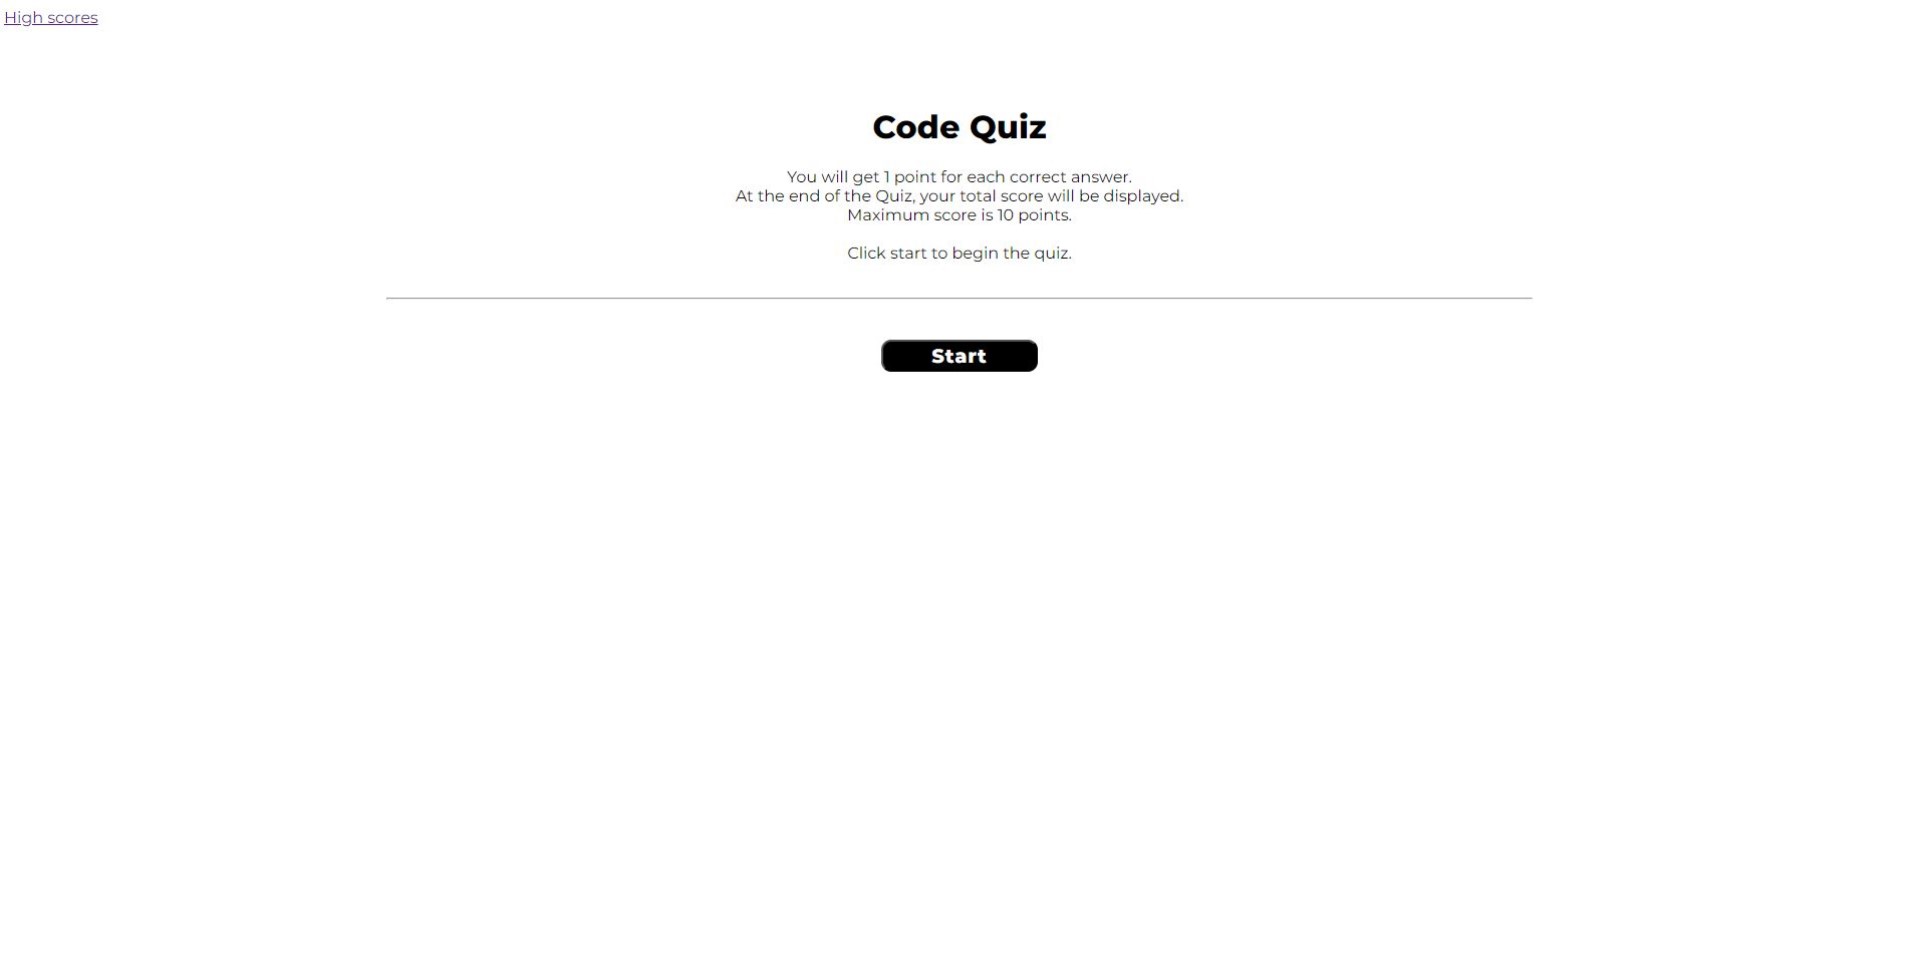 High scores
Code Quiz
You will get 1 point for each correct answer.
At the end of the Quiz, your total score will be displayed.
Maximum score is 10 points.
Click start to begin the quiz.
Start